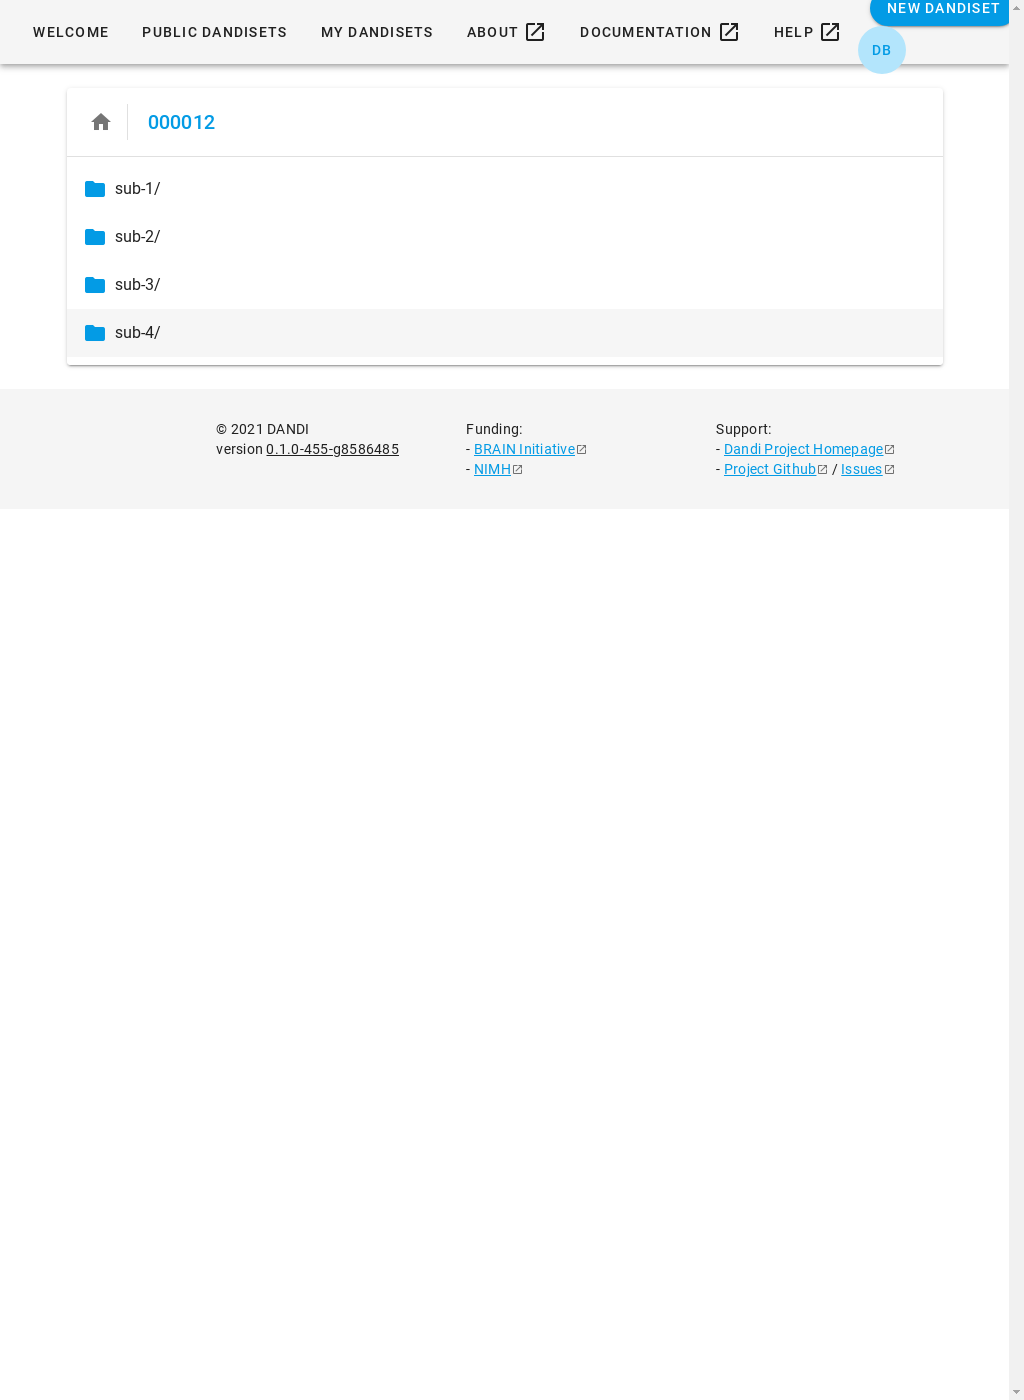 NEW DANDISET
WELCOME PUBLIC DANDISETS MY DANDISETS ABOUT DOCUMENTATION HELP
DB
000012
sub-1/
sub-2/
sub-3/
sub-4/
© 2021 DANDI
version 0.1.0-455-g8586485
Funding:
- BRAIN Initiative
- NIMH
Support:
- Dandi Project Homepage
- Project Github / Issues